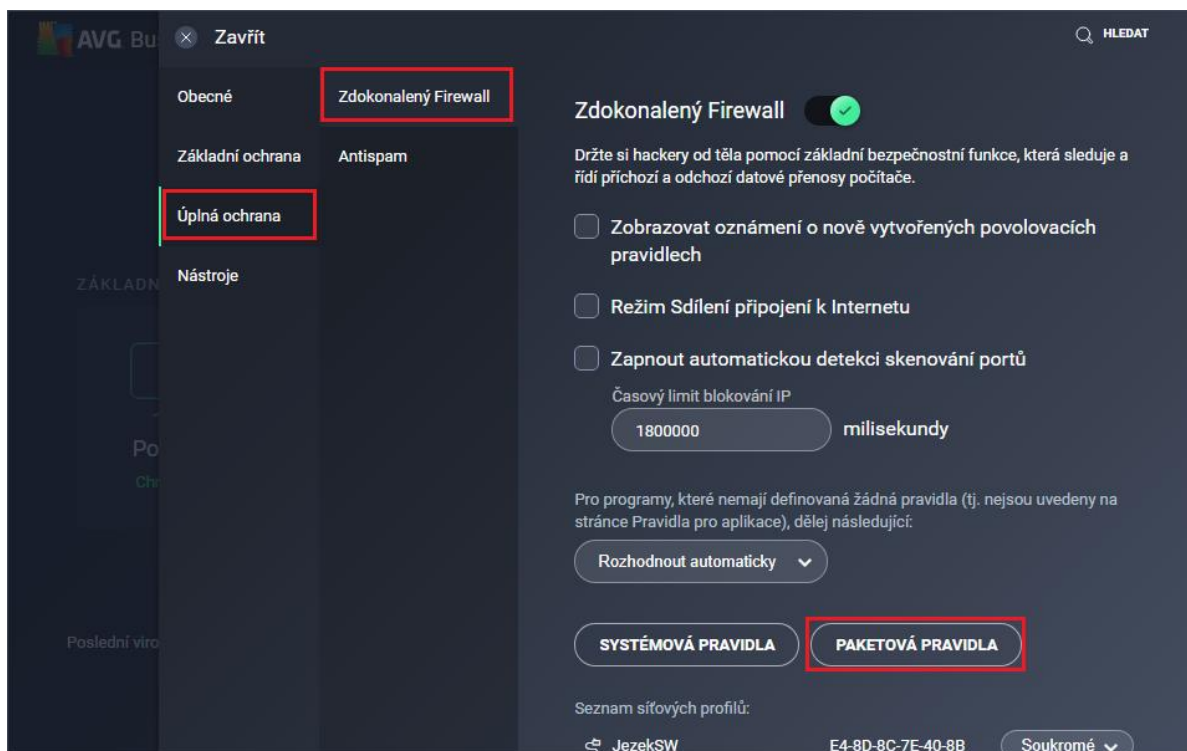 AVG Bu
Zavřít
HLEDAT
Obecné
Základní ochrana
Úplná ochrana
Nástroje
Zdokonalený Firewall
Antispam
ZÁKLADN
Po
Chr
Poslední viro
Zdokonalený Firewall
Držte si hackery od těla pomocí základní bezpečnostní funkce, která sleduje a
řídí příchozí a odchozí datové přenosy počítače.
Zobrazovat oznámení o nově vytvořených povolovacích
pravidlech
Režim Sdílení připojení k Internetu
Zapnout automatickou detekci skenování portů
Časový limit blokování IP
1800000 milisekundy
Pro programy, které nemají definovaná žádná pravidla (tj. nejsou uvedeny na
stránce Pravidla pro aplikace), dělej následující:
Rozhodnout automaticky
SYSTÉMOVÁ PRAVIDLA PAKETOVÁ PRAVIDLA
Seznam síťových profilů:
JezekSW E4-8D-8C-7E-40-8B Soukromé